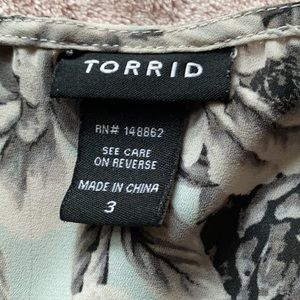 TORRID
RN# 148862
SEE CARE
ON REVERSE
MADE IN CHINA
3